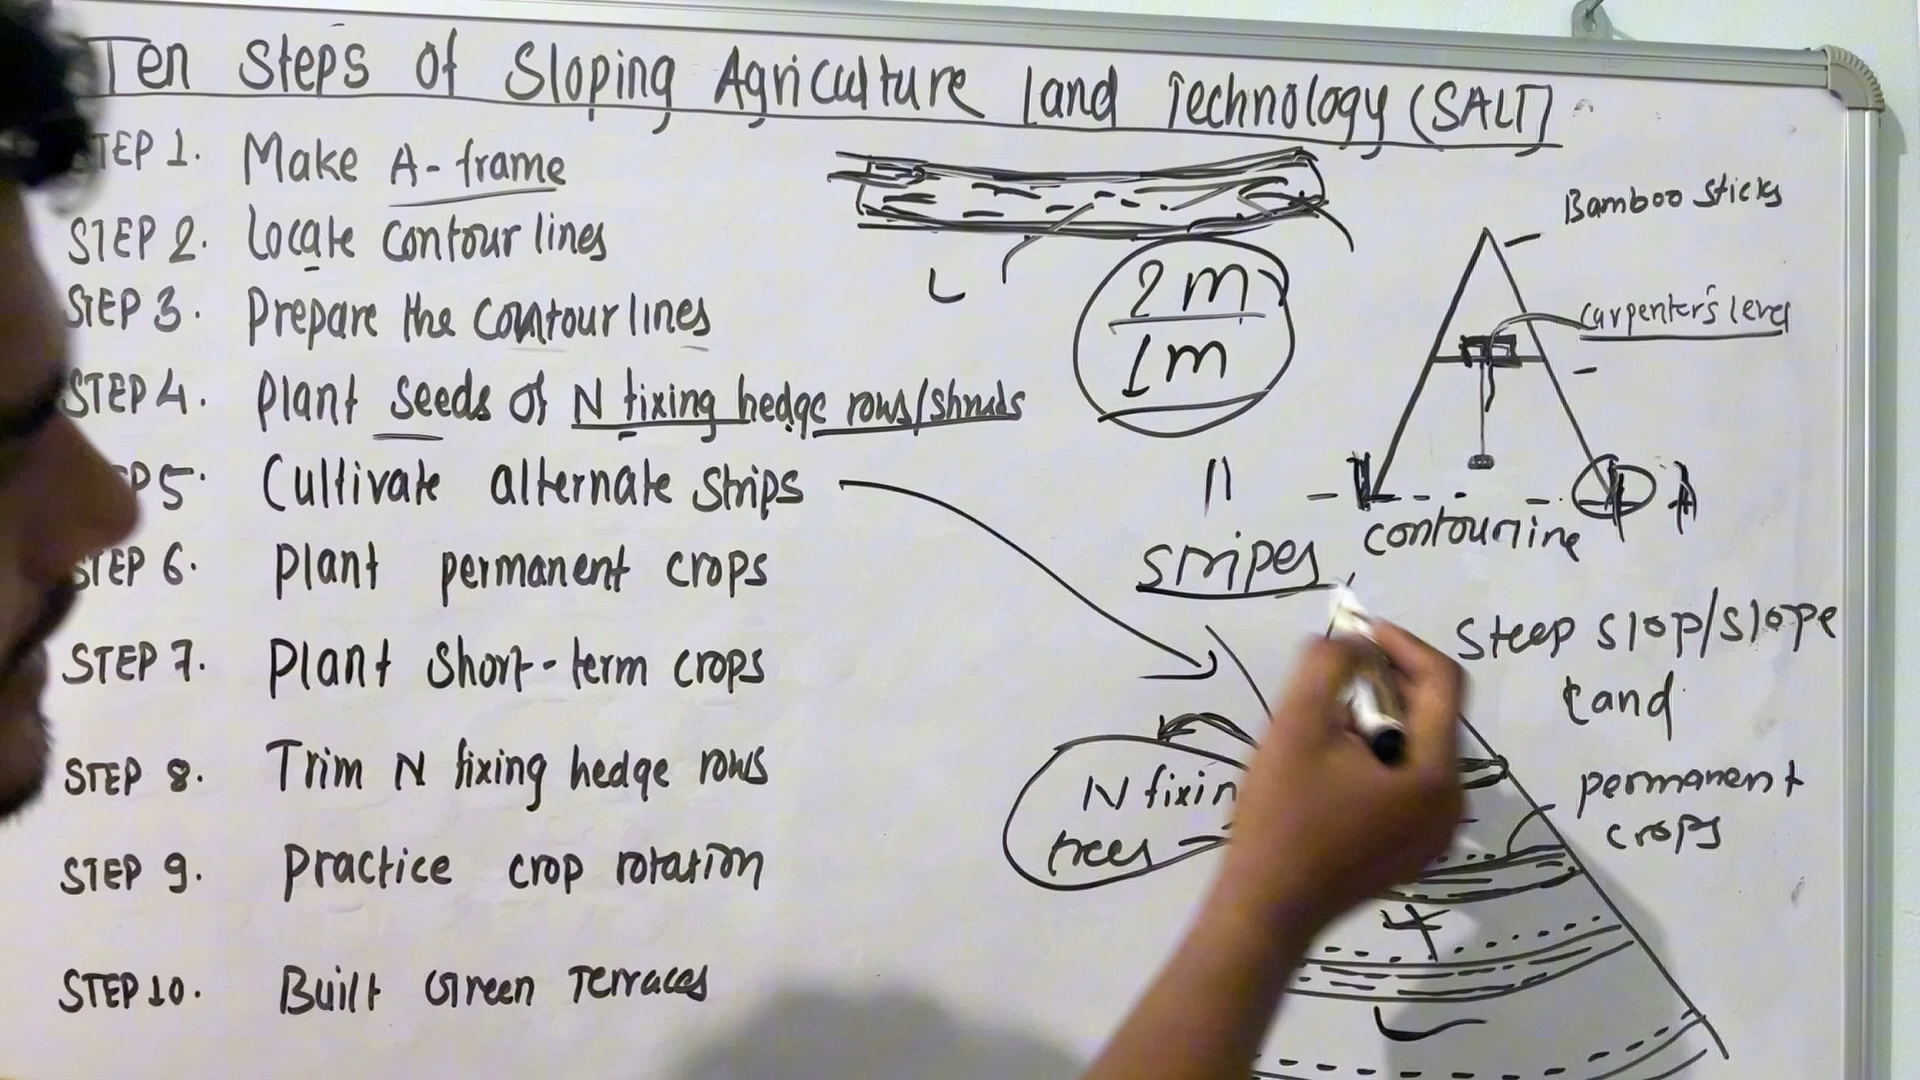 Ten Steps of Sloping Agriculture land Technology (SALT)
STEP 1. Make A-frame
STEP 2. locate contour lines
STEP 3. Prepare the contour lines
STEP 4. Plant seeds of N fixing hedge rows/shrubs
STEP 5. Cultivate alternate strips
STEP 6. Plant permanent crops
STEP 7. Plant short-term crops
STEP 8. Trim N fixing hedge rows
STEP 9. Practice crop rotation
STEP 10. Built Green Terraces
2m
1m
stripes
Bamboo sticks
carpenter's level
contourline
steep slop/slope
land
N fixin
trees
permanent
crops